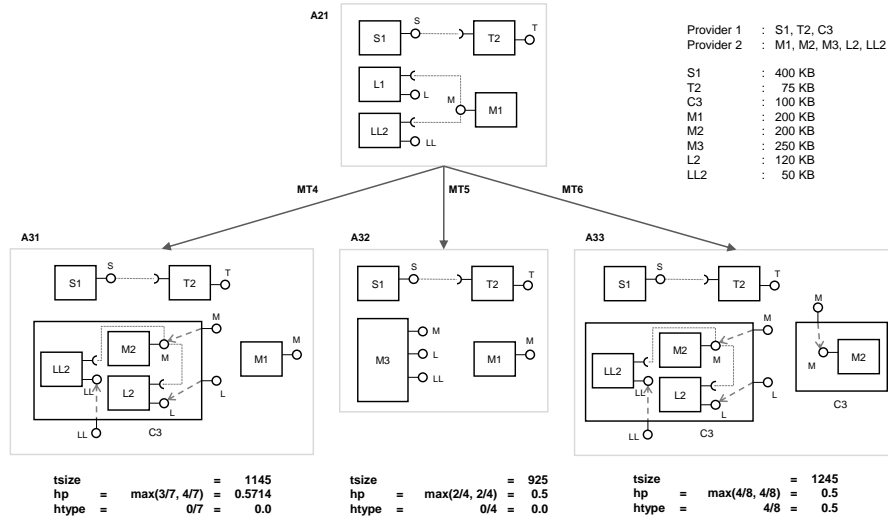 A21
S1
S
T2
T
L1
L
M
M1
LL2
LL
Provider 1 : S1, T2, C3
Provider 2 : M1, M2, M3, L2, LL2
S1 : 400 KB
T2 : 75 KB
C3 : 100 KB
M1 : 200 KB
M2 : 200 KB
M3 : 250 KB
L2 : 120 KB
LL2 : 50 KB
MT4
MT5
MT6
A31
S1
S
T2
T
M
M2
M
LL2
LL
L2
L
L
LL
C3
M1
M
tsize = 1145
hp = max(3/7, 4/7) = 0.5714
htype = 0/7 = 0.0
A32
S1
S
T2
T
M3
M
L
LL
M1
M
tsize = 925
hp = max(2/4, 2/4) = 0.5
htype = 0/4 = 0.0
A33
S1
S
T2
T
M
M2
M
LL2
LL
L2
L
L
LL
C3
M
M
M2
C3
tsize = 1245
hp = max(4/8, 4/8) = 0.5
htype = 4/8 = 0.5